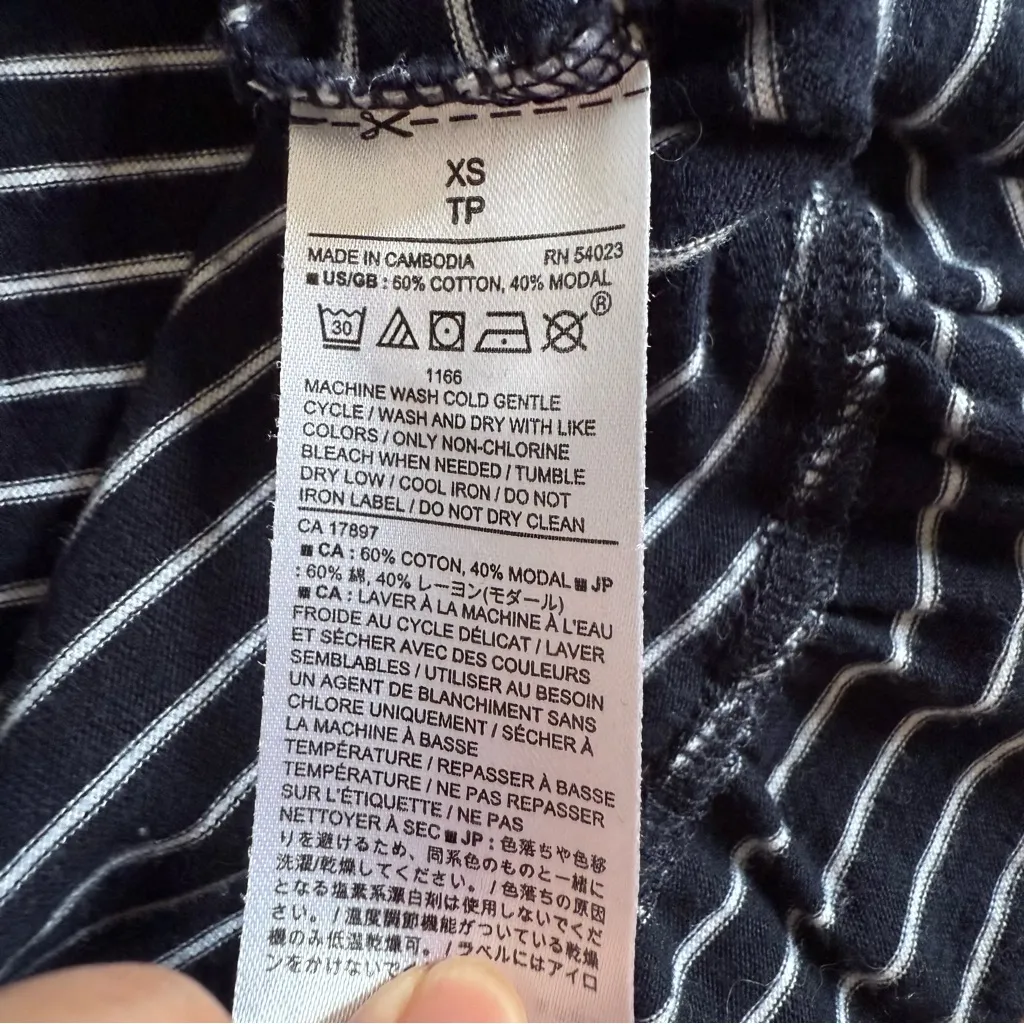 XS
TP
MADE IN CAMBODIA RN 54023
■ US/GB : 60% COTTON, 40% MODAL
®
30
1166
MACHINE WASH COLD GENTLE
CYCLE / WASH AND DRY WITH LIKE
COLORS / ONLY NON-CHLORINE
BLEACH WHEN NEEDED / TUMBLE
DRY LOW / COOL IRON / DO NOT
IRON LABEL / DO NOT DRY CLEAN
CA 17897
■ CA : 60% COTON, 40% MODAL ■ JP
: 60% 綿, 40% レーヨン(モダール)
■ CA : LAVER À LA MACHINE À L'EAU
FROIDE AU CYCLE DÉLICAT / LAVER
ET SÉCHER AVEC DES COULEURS
SEMBLABLES / UTILISER AU BESOIN
UN AGENT DE BLANCHIMENT SANS
CHLORE UNIQUEMENT / SÉCHER À
LA MACHINE À BASSE
TEMPÉRATURE / REPASSER À BASSE
TEMPÉRATURE / NE PAS REPASSER
SUR L'ÉTIQUETTE / NE PAS
NETTOYER À SEC ■ JP : 色落ちや色移
りを避けるため、同系色のものと一緒に
洗濯/乾燥してください。 / 色落ちの原因
となる塩素系漂白剤は使用しないでくだ
さい。 / 温度調節機能がついている乾燥
機のみ低温乾燥可。 / ラベルにはアイロ
ンをかけないで